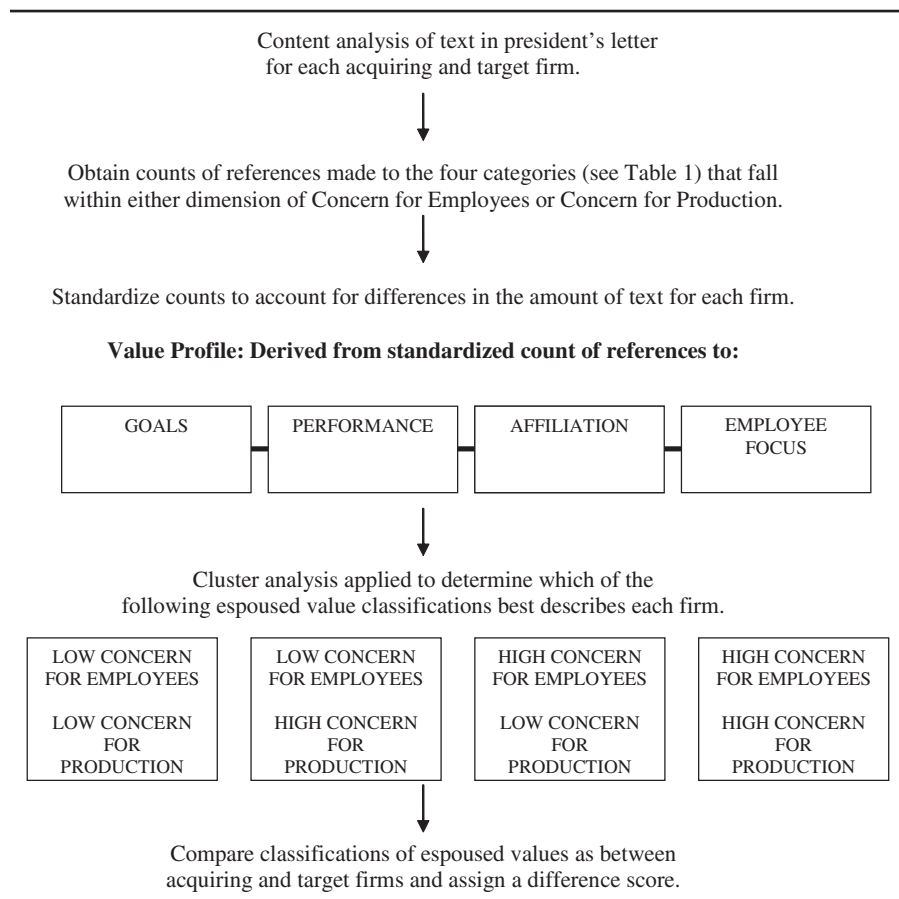 Content analysis of text in president's letter
for each acquiring and target firm.
Obtain counts of references made to the four categories (see Table 1) that fall
within either dimension of Concern for Employees or Concern for Production.
Standardize counts to account for differences in the amount of text for each firm.
Value Profile: Derived from standardized count of references to:
GOALS
PERFORMANCE
AFFILIATION
EMPLOYEE
FOCUS
Cluster analysis applied to determine which of the
following espoused value classifications best describes each firm.
LOW CONCERN
FOR EMPLOYEES
LOW CONCERN
FOR
PRODUCTION
LOW CONCERN
FOR EMPLOYEES
HIGH CONCERN
FOR
PRODUCTION
HIGH CONCERN
FOR EMPLOYEES
LOW CONCERN
FOR
PRODUCTION
HIGH CONCERN
FOR EMPLOYEES
HIGH CONCERN
FOR
PRODUCTION
Compare classifications of espoused values as between
acquiring and target firms and assign a difference score.